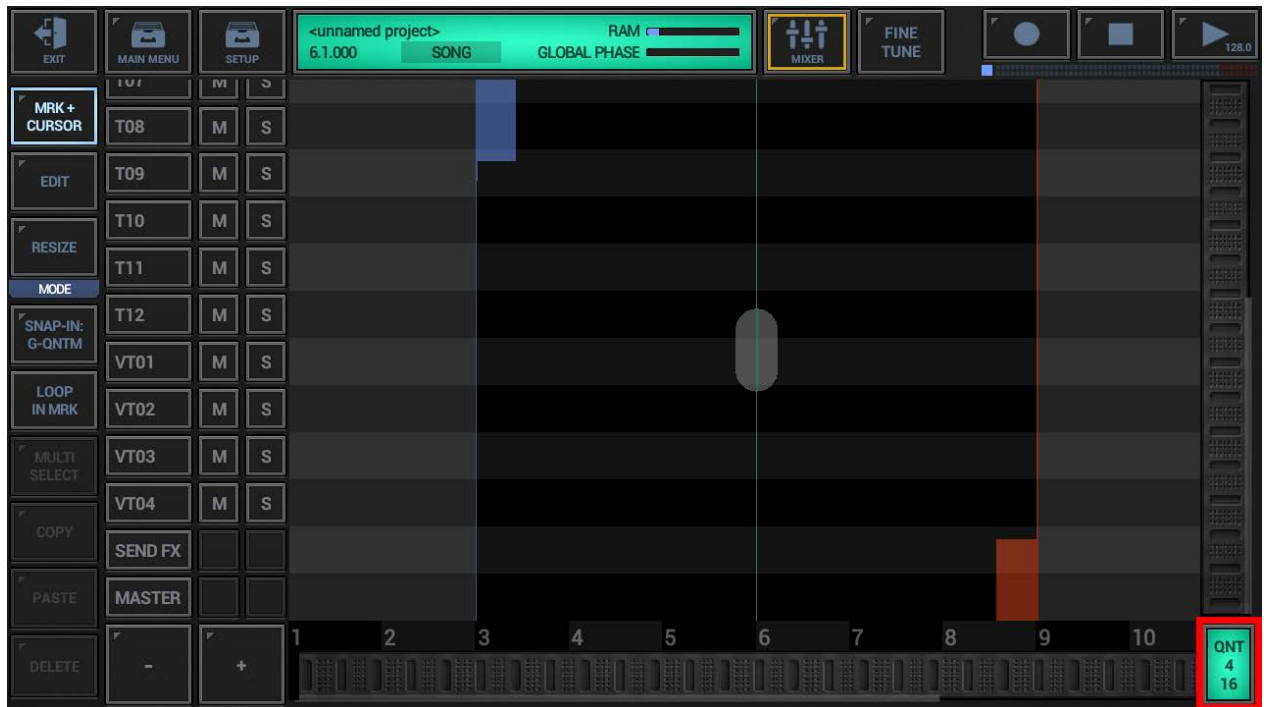 EXIT
MAIN MENU
SETUP
<unnamed project>
RAM
6.1.000
SONG
GLOBAL PHASE
MIXER
FINE
TUNE
128.0
MRK +
CURSOR
EDIT
RESIZE
MODE
SNAP-IN:
G-QNTM
LOOP
IN MRK
MULTI
SELECT
COPY
PASTE
DELETE
T07 M S
T08 M S
T09 M S
T10 M S
T11 M S
T12 M S
VT01 M S
VT02 M S
VT03 M S
VT04 M S
SEND FX
MASTER
- +
1 2 3 4 5 6 7 8 9 10
QNT
4
16